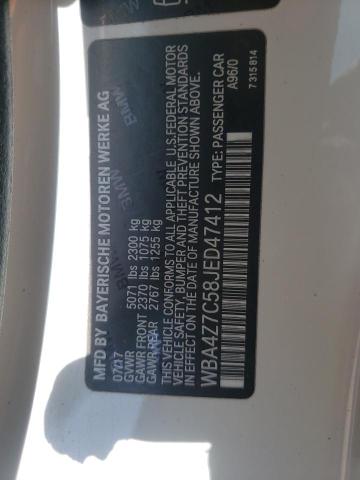 MFD BY BAYERISCHE MOTOREN WERKE AG
07/17
GVWR 5071 lbs 2300 kg
GAWR FRONT 2370 lbs 1075 kg
GAWR REAR 2767 lbs 1255 kg
THIS VEHICLE CONFORMS TO ALL APPLICABLE U.S. FEDERAL MOTOR
VEHICLE SAFETY, BUMPER AND THEFT PREVENTION STANDARDS
IN EFFECT ON THE DATE OF MANUFACTURE SHOWN ABOVE.
WBA4Z7C58JED47412 TYPE: PASSENGER CAR
A96/0
7 315 814
BMW
BMW